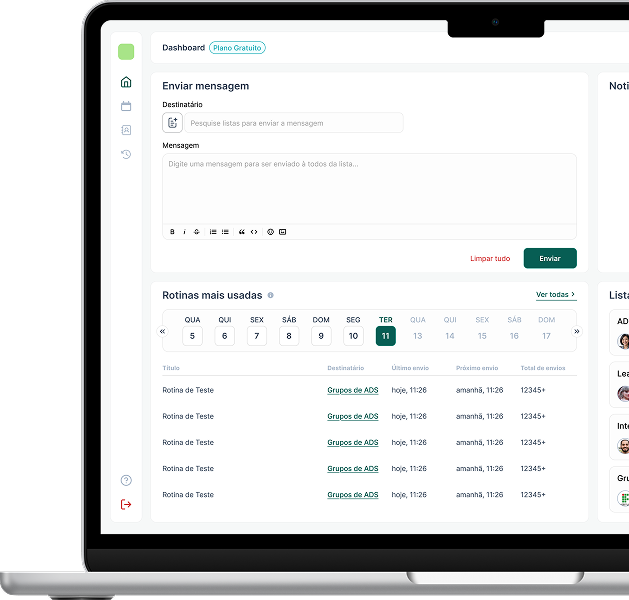 Dashboard Plano Gratuito
Enviar mensagem
Destinatário
Pesquise listas para enviar a mensagem
Mensagem
Digite uma mensagem para ser enviado à todos da lista...
B i S
Limpar tudo Enviar
Rotinas mais usadas
Ver todas >
QUA QUI SEX SÁB DOM SEG TER QUA QUI SEX SÁB DOM
« 5 6 7 8 9 10 11 13 14 15 16 17 »
Título Destinatário Último envio Próximo envio Total de envios
Rotina de Teste Grupos de ADS hoje, 11:26 amanhã, 11:26 12345+
Rotina de Teste Grupos de ADS hoje, 11:26 amanhã, 11:26 12345+
Rotina de Teste Grupos de ADS hoje, 11:26 amanhã, 11:26 12345+
Rotina de Teste Grupos de ADS hoje, 11:26 amanhã, 11:26 12345+
Rotina de Teste Grupos de ADS hoje, 11:26 amanhã, 11:26 12345+
Noti
Lista
AD
Lea
Inte
Gru